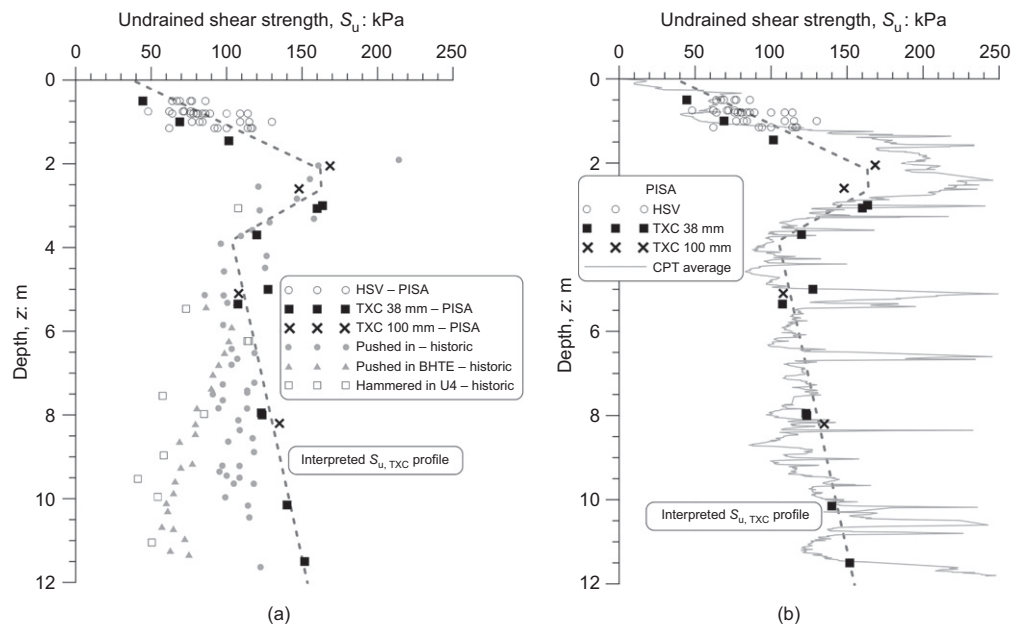 Undrained shear strength, Su: kPa
0 50 100 150 200 250
0
2
4
6
8
10
12
Depth, z: m
HSV – PISA
TXC 38 mm – PISA
TXC 100 mm – PISA
Pushed in – historic
Pushed in BHTE – historic
Hammered in U4 – historic
Interpreted Su, TXC profile
(a)
Undrained shear strength, Su: kPa
0 50 100 150 200 250
0
2
4
6
8
10
12
Depth, z: m
PISA
HSV
TXC 38 mm
TXC 100 mm
CPT average
Interpreted Su, TXC profile
(b)